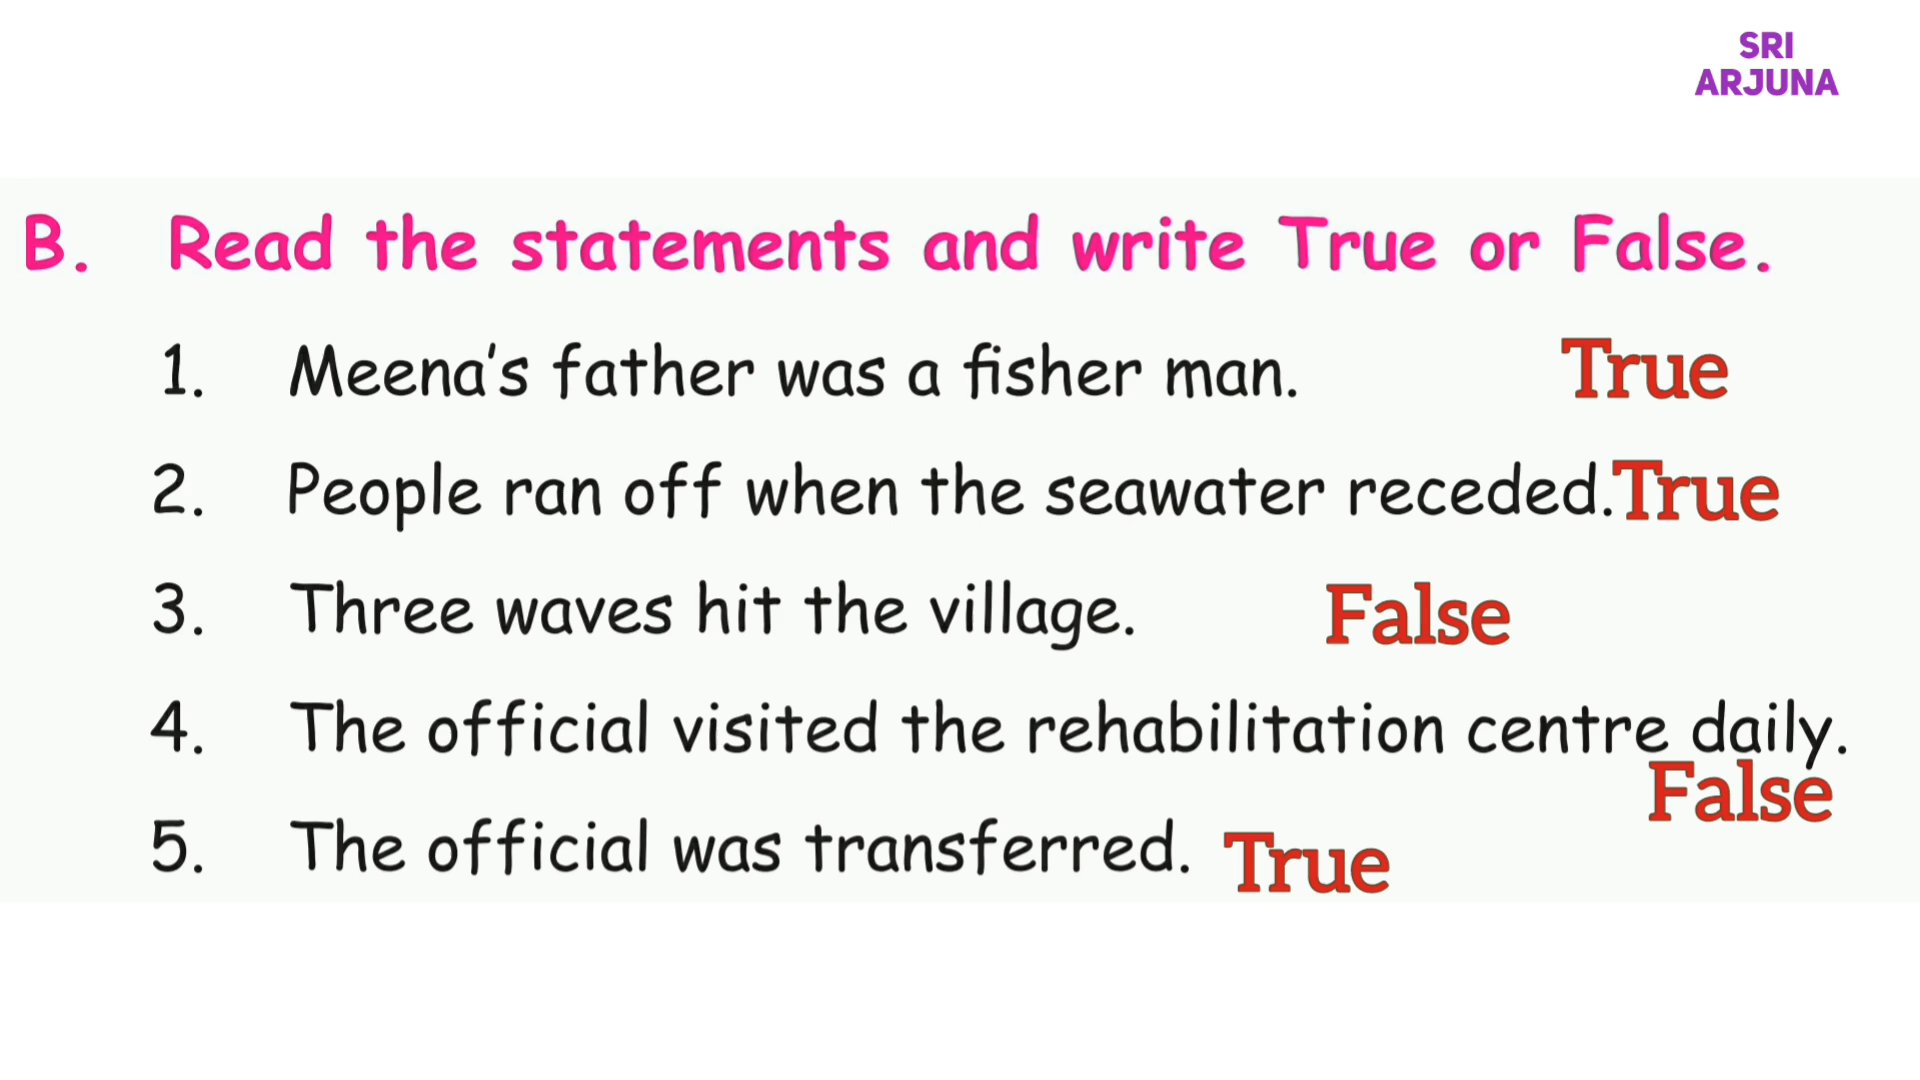 SRI
ARJUNA
B. Read the statements and write True or False.
1. Meena's father was a fisher man. True
2. People ran off when the seawater receded. True
3. Three waves hit the village. False
4. The official visited the rehabilitation centre daily.
False
5. The official was transferred. True